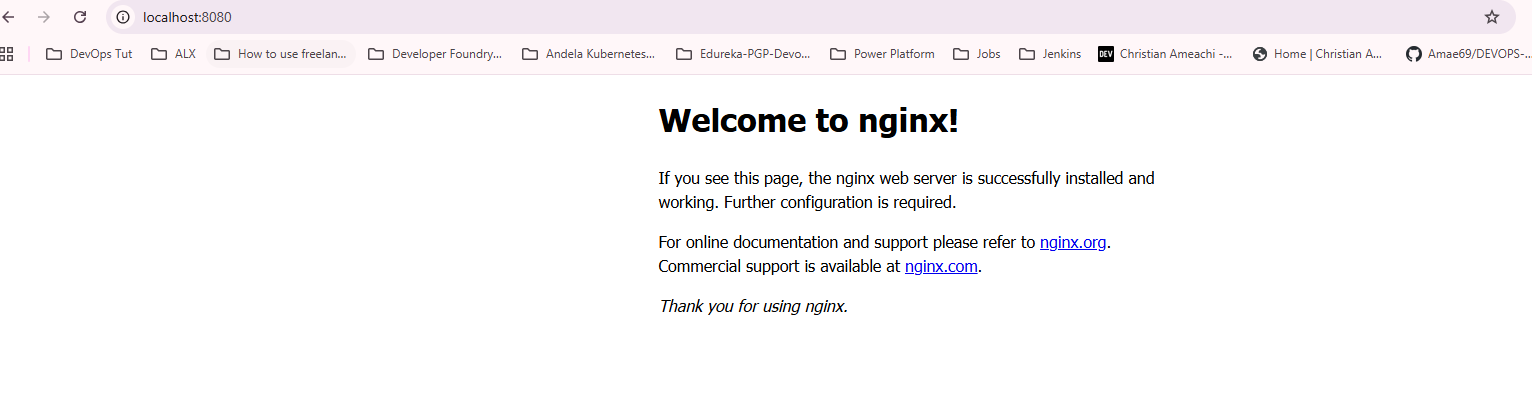 localhost:8080
DevOps Tut
ALX
How to use freelan...
Developer Foundry...
Andela Kubernetes...
Edureka-PGP-Devo...
Power Platform
Jobs
Jenkins
DEV
Christian Ameachi -...
Home | Christian A...
Amae69/DEVOPS-...
Welcome to nginx!
If you see this page, the nginx web server is successfully installed and
working. Further configuration is required.
For online documentation and support please refer to nginx.org.
Commercial support is available at nginx.com.
Thank you for using nginx.